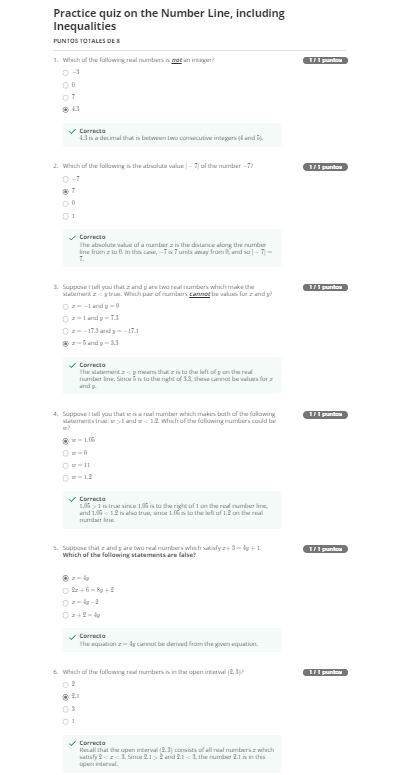 Practice quiz on the Number Line, including
Inequalities
PUNTOS TOTALES DE 8
1. Which of the following real numbers is not an integer?
1 / 1 puntos
−3
0
7
4.3
Correcto
4.3 is a decimal that is between two consecutive integers (4 and 5).
2. Which of the following is the absolute value | − 7| of the number −7?
1 / 1 puntos
−7
7
0
1
Correcto
The absolute value of a number x is the distance along the number
line from x to 0. In this case, −7 is 7 units away from 0, and so | − 7| =
7.
3. Suppose I tell you that x and y are two real numbers which make the
statement x < y true. Which pair of numbers cannot be values for x and y?
1 / 1 puntos
x = −1 and y = 0
x = 1 and y = 7.3
x = −17.3 and y = −17.1
x = 5 and y = 3.3
Correcto
The statement x < y means that x is to the left of y on the real
number line. Since 5 is to the right of 3.3, these cannot be values for x
and y.
4. Suppose I tell you that w is a real number which makes both of the following
statements true: w > 1 and w < 1.2. Which of the following numbers could be
w?
1 / 1 puntos
w = 1.05
w = 0
w = 11
w = 1.2
Correcto
1.05 > 1 is true since 1.05 is to the right of 1 on the real number line,
and 1.05 < 1.2 is also true, since 1.05 is to the left of 1.2 on the real
number line.
5. Suppose that x and y are two real numbers which satisfy x + 3 = 4y + 1.
Which of the following statements are false?
1 / 1 puntos
x = 4y
2x + 6 = 8y + 2
x = 4y − 2
x + 2 = 4y
Correcto
The equation x = 4y cannot be derived from the given equation.
6. Which of the following real numbers is in the open interval (2, 3)?
1 / 1 puntos
2
2.1
3
1
Correcto
Recall that the open interval (2, 3) consists of all real numbers x which
satisfy 2 < x < 3. Since 2.1 > 2 and 2.1 < 3, the number 2.1 is in this
open interval.